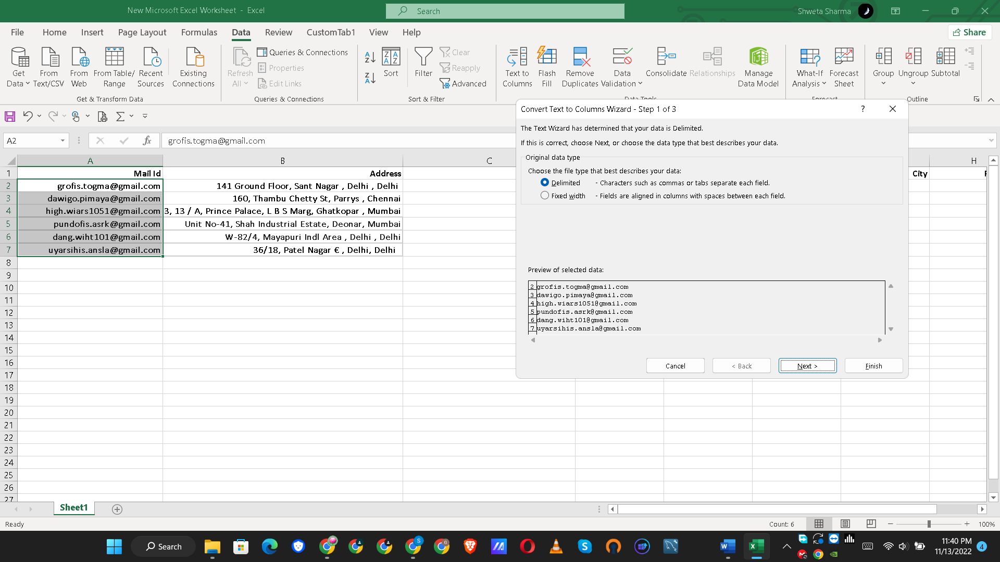 New Microsoft Excel Worksheet - Excel
Search
Shweta Sharma
File Home Insert Page Layout Formulas Data Review CustomTab1 View Help
Share
Get Data
From Text/CSV
From Web
From Table/ Range
Recent Sources
Existing Connections
Get & Transform Data
Refresh All
Queries & Connections
Properties
Edit Links
Queries & Connections
Sort
Filter
Clear
Reapply
Advanced
Sort & Filter
Text to Columns
Flash Fill
Remove Duplicates
Data Validation
Consolidate
Relationships
Manage Data Model
Data Tools
What-If Analysis
Forecast Sheet
Forecast
Group
Ungroup
Subtotal
Outline
A2
fx
grofis.togma@gmail.com
A B C H
1 Mail Id Address City
2 grofis.togma@gmail.com 141 Ground Floor, Sant Nagar , Delhi , Delhi
3 dawigo.pimaya@gmail.com 160, Thambu Chetty St, Parrys , Chennai
4 high.wiars1051@gmail.com 3, 13 / A, Prince Palace, L B S Marg, Ghatkopar , Mumbai
5 pundofis.asrk@gmail.com Unit No-41, Shah Industrial Estate, Deonar, Mumbai
6 dang.wiht101@gmail.com W-82/4, Mayapuri Indl Area , Delhi , Delhi
7 uyarsihis.ansla@gmail.com 36/18, Patel Nagar € , Delhi, Delhi
8
9
10
11
12
13
14
15
16
17
18
19
20
21
22
23
24
25
26
27
Convert Text to Columns Wizard - Step 1 of 3
?
The Text Wizard has determined that your data is Delimited.
If this is correct, choose Next, or choose the data type that best describes your data.
Original data type
Choose the file type that best describes your data:
Delimited - Characters such as commas or tabs separate each field.
Fixed width - Fields are aligned in columns with spaces between each field.
Preview of selected data:
2 grofis.togma@gmail.com
3 dawigo.pimaya@gmail.com
4 high.wiars1051@gmail.com
5 pundofis.asrk@gmail.com
6 dang.wiht101@gmail.com
7 uyarsihis.ansla@gmail.com
Cancel < Back Next > Finish
Sheet1
Ready
Count: 6
100%
Search
11:40 PM
11/13/2022
4